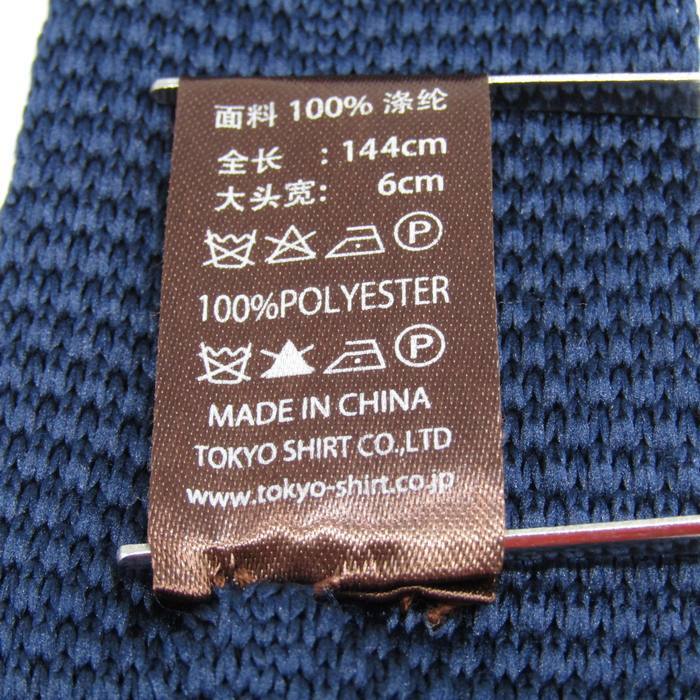 面料 100% 涤纶
全长 : 144cm
大头宽: 6cm
P
100%POLYESTER
P
MADE IN CHINA
TOKYO SHIRT CO.,LTD
www.tokyo-shirt.co.jp